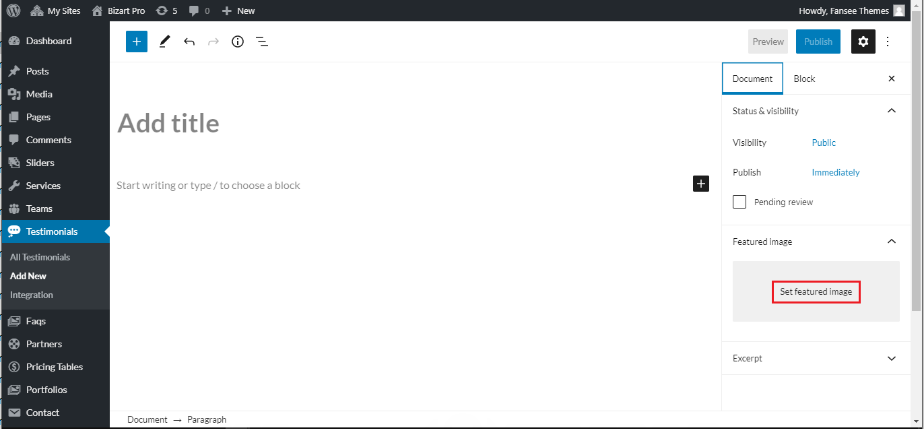 My Sites Bizart Pro 5 0 New Howdy, Fansee Themes
Dashboard
Posts
Media
Pages
Comments
Sliders
Services
Teams
Testimonials
All Testimonials
Add New
Integration
Faqs
Partners
Pricing Tables
Portfolios
Contact
Preview Publish
Add title
Start writing or type / to choose a block
Document Block
Status & visibility
Visibility Public
Publish Immediately
Pending review
Featured image
Set featured image
Excerpt
Document → Paragraph